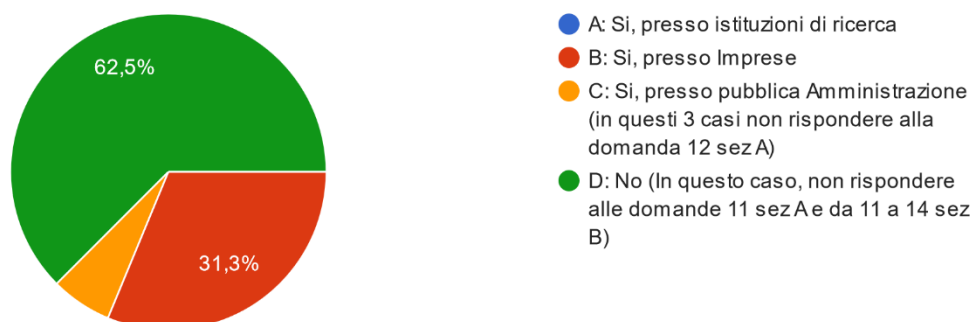 62,5%
31,3%
A: Si, presso istituzioni di ricerca
B: Si, presso Imprese
C: Si, presso pubblica Amministrazione
(in questi 3 casi non rispondere alla
domanda 12 sez A)
D: No (In questo caso, non rispondere
alle domande 11 sez A e da 11 a 14 sez
B)